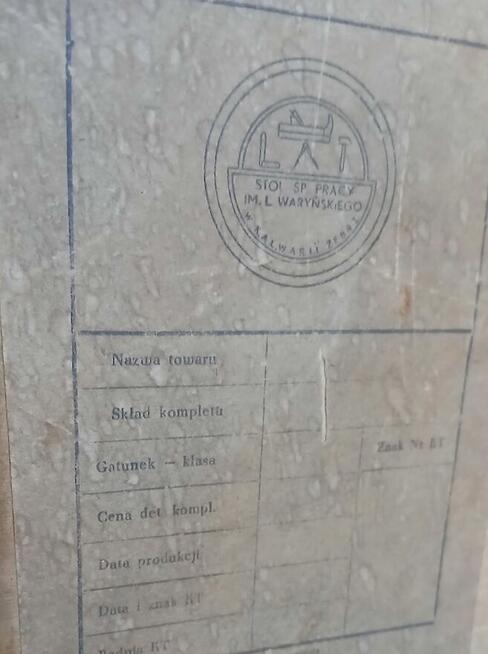 L A T
STOL SP PRACY
IM. L WARYŃSKIEGO
W KALWARII ZEBRZ
Nazwa towaru
Skład kompletu
Gatunek — klasa
Znak Nr KT
Cena det kompl.
Data produkcji
Data i znak KT
KT